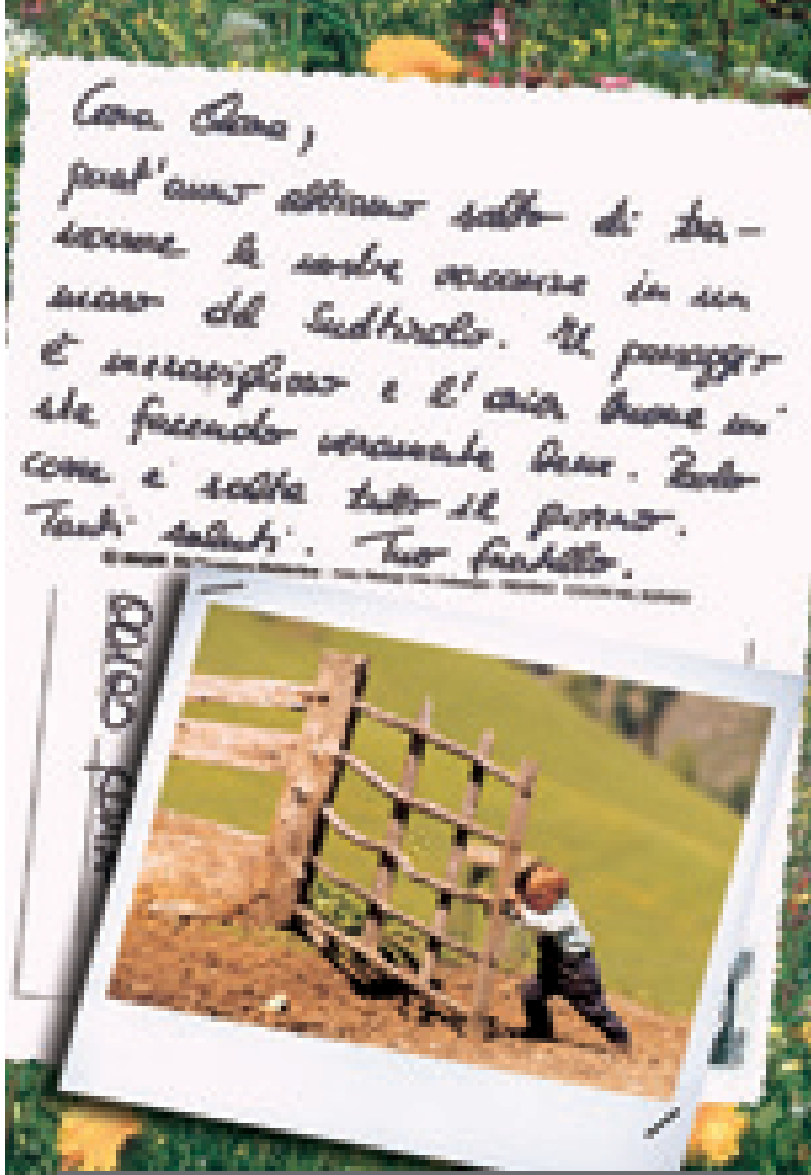 Cara
quest'anno abbiamo scelto di tra-
scorrere le nostre vacanze in un
maso del Sudtirolo. Il paesaggio
è meraviglioso e l'aria buona mi
sta facendo veramente bene. Paolo
corre e salta tutto il giorno.
Tanti saluti. Tuo fratello.